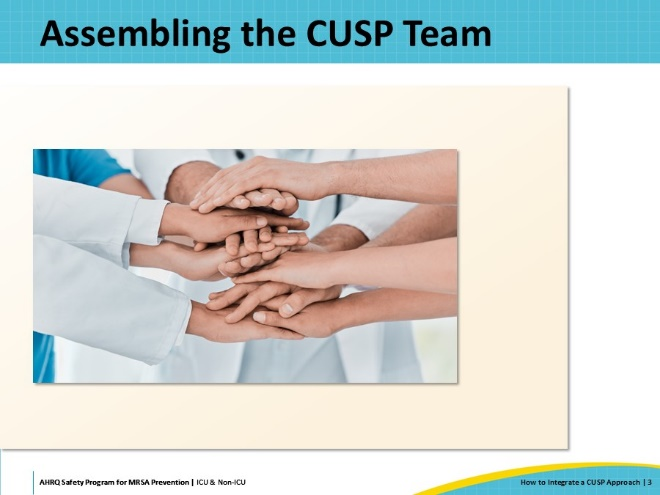 Assembling the CUSP Team
AHRQ Safety Program for MRSA Prevention | ICU & Non-ICU
How to Integrate a CUSP Approach | 3